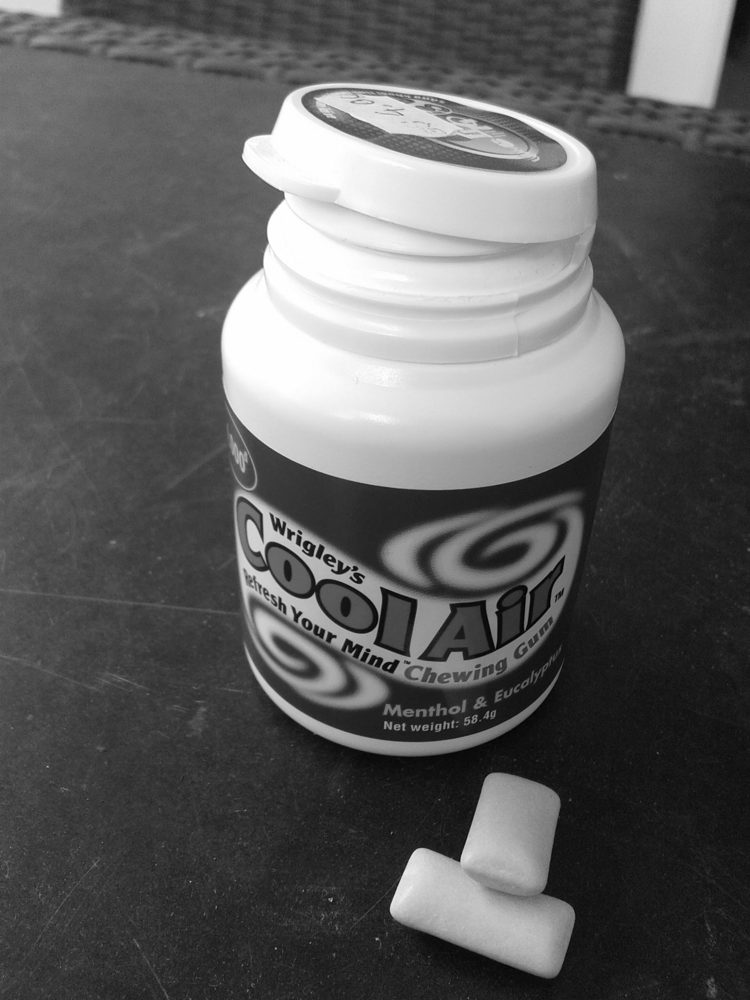 Wrigley's
Cool Air™
Refresh Your Mind™ Chewing Gum
Menthol & Eucalyptus
Net weight: 58.4g